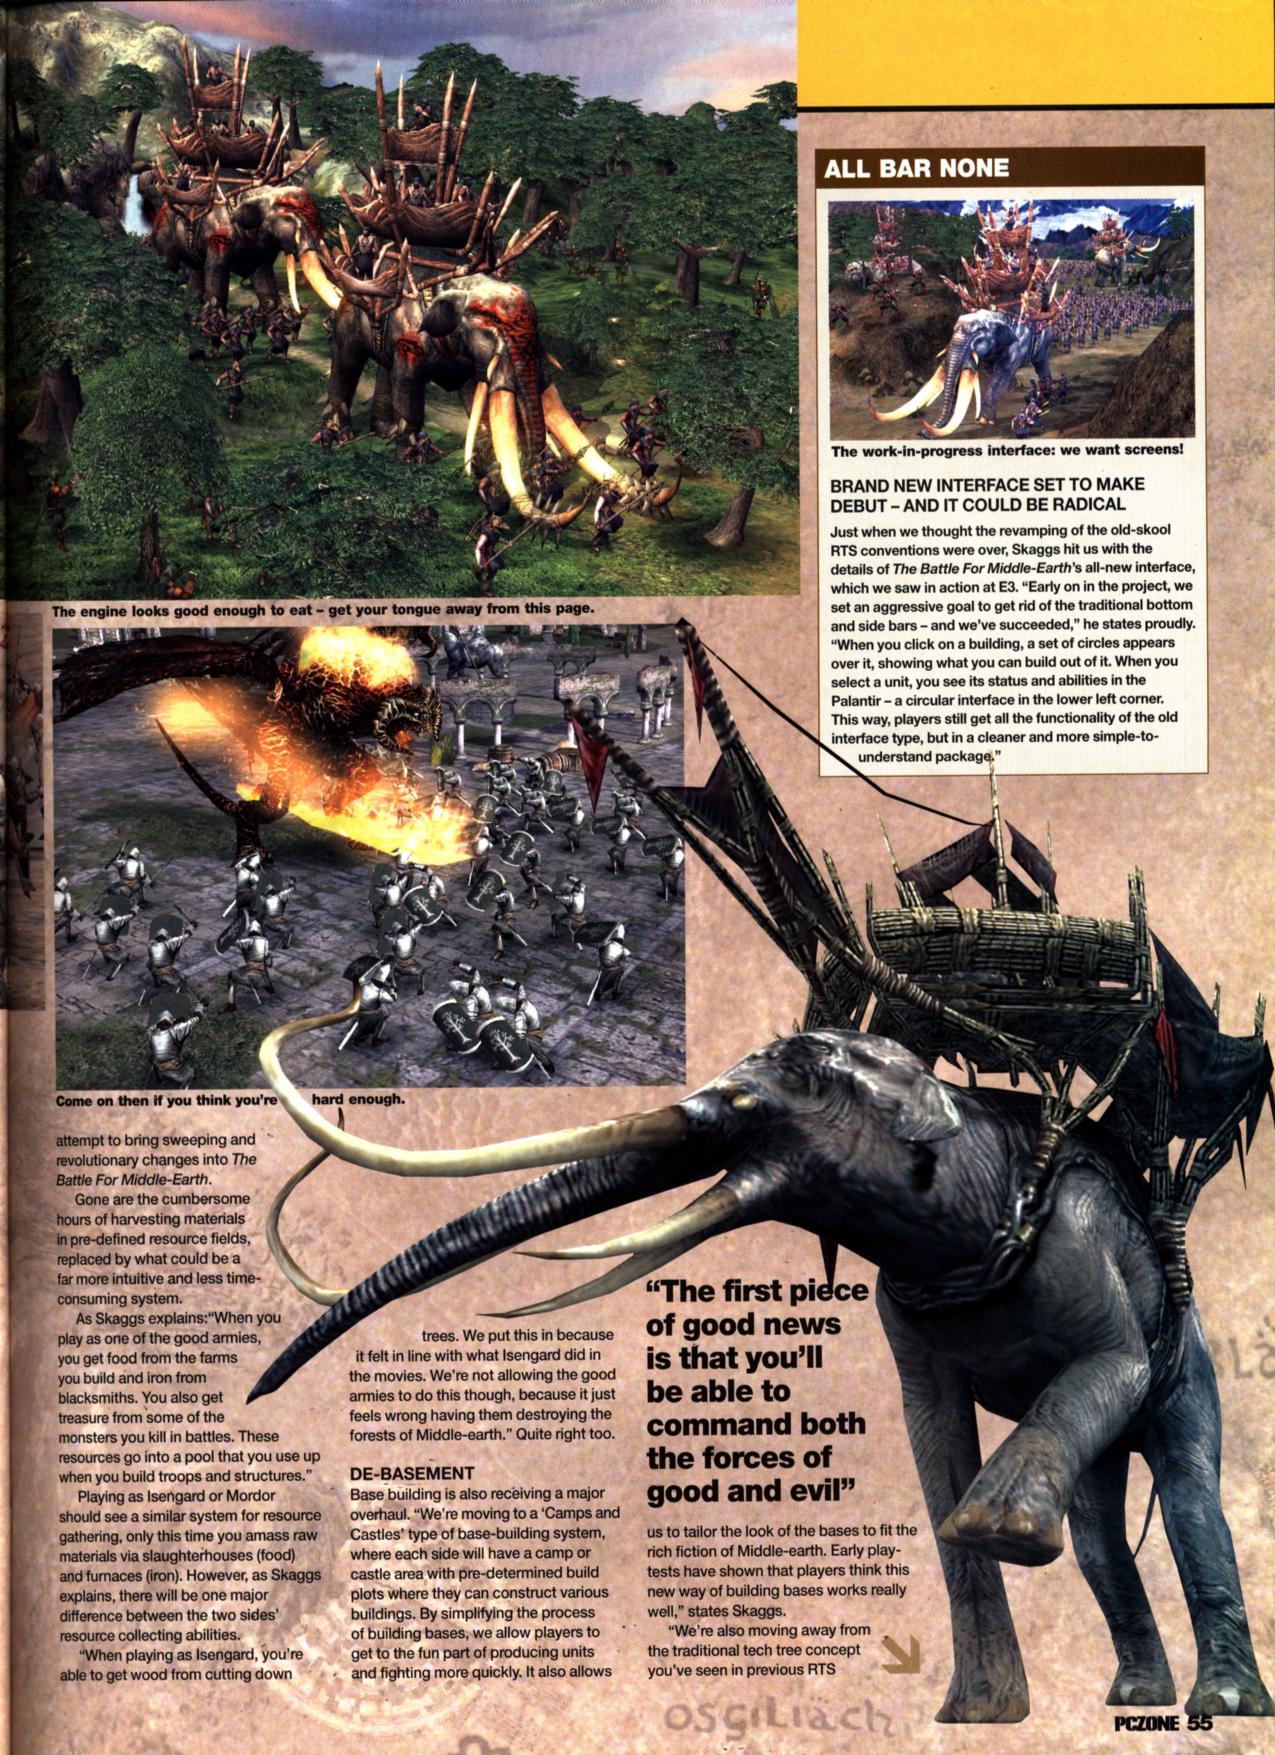 The engine looks good enough to eat – get your tongue away from this page.
Come on then if you think you're hard enough.
attempt to bring sweeping and
revolutionary changes into The
Battle For Middle-Earth.
Gone are the cumbersome
hours of harvesting materials
in pre-defined resource fields,
replaced by what could be a
far more intuitive and less time-
consuming system.
As Skaggs explains:“When you
play as one of the good armies,
you get food from the farms
you build and iron from
blacksmiths. You also get
treasure from some of the
monsters you kill in battles. These
resources go into a pool that you use up
when you build troops and structures.”
Playing as Isengard or Mordor
should see a similar system for resource
gathering, only this time you amass raw
materials via slaughterhouses (food)
and furnaces (iron). However, as Skaggs
explains, there will be one major
difference between the two sides'
resource collecting abilities.
“When playing as Isengard, you're
able to get wood from cutting down
trees. We put this in because
it felt in line with what Isengard did in
the movies. We're not allowing the good
armies to do this though, because it just
feels wrong having them destroying the
forests of Middle-earth.” Quite right too.
DE-BASEMENT
Base building is also receiving a major
overhaul. “We're moving to a ‘Camps and
Castles’ type of base-building system,
where each side will have a camp or
castle area with pre-determined build
plots where they can construct various
buildings. By simplifying the process
of building bases, we allow players to
get to the fun part of producing units
and fighting more quickly. It also allows
“The first piece
of good news
is that you'll
be able to
command both
the forces of
good and evil”
us to tailor the look of the bases to fit the
rich fiction of Middle-earth. Early play-
tests have shown that players think this
new way of building bases works really
well,” states Skaggs.
“We're also moving away from
the traditional tech tree concept
you've seen in previous RTS
ALL BAR NONE
The work-in-progress interface: we want screens!
BRAND NEW INTERFACE SET TO MAKE
DEBUT – AND IT COULD BE RADICAL
Just when we thought the revamping of the old-skool
RTS conventions were over, Skaggs hit us with the
details of The Battle For Middle-Earth's all-new interface,
which we saw in action at E3. “Early on in the project, we
set an aggressive goal to get rid of the traditional bottom
and side bars – and we've succeeded,” he states proudly.
“When you click on a building, a set of circles appears
over it, showing what you can build out of it. When you
select a unit, you see its status and abilities in the
Palantir – a circular interface in the lower left corner.
This way, players still get all the functionality of the old
interface type, but in a cleaner and more simple-to-
understand package.”
PCZONE 55